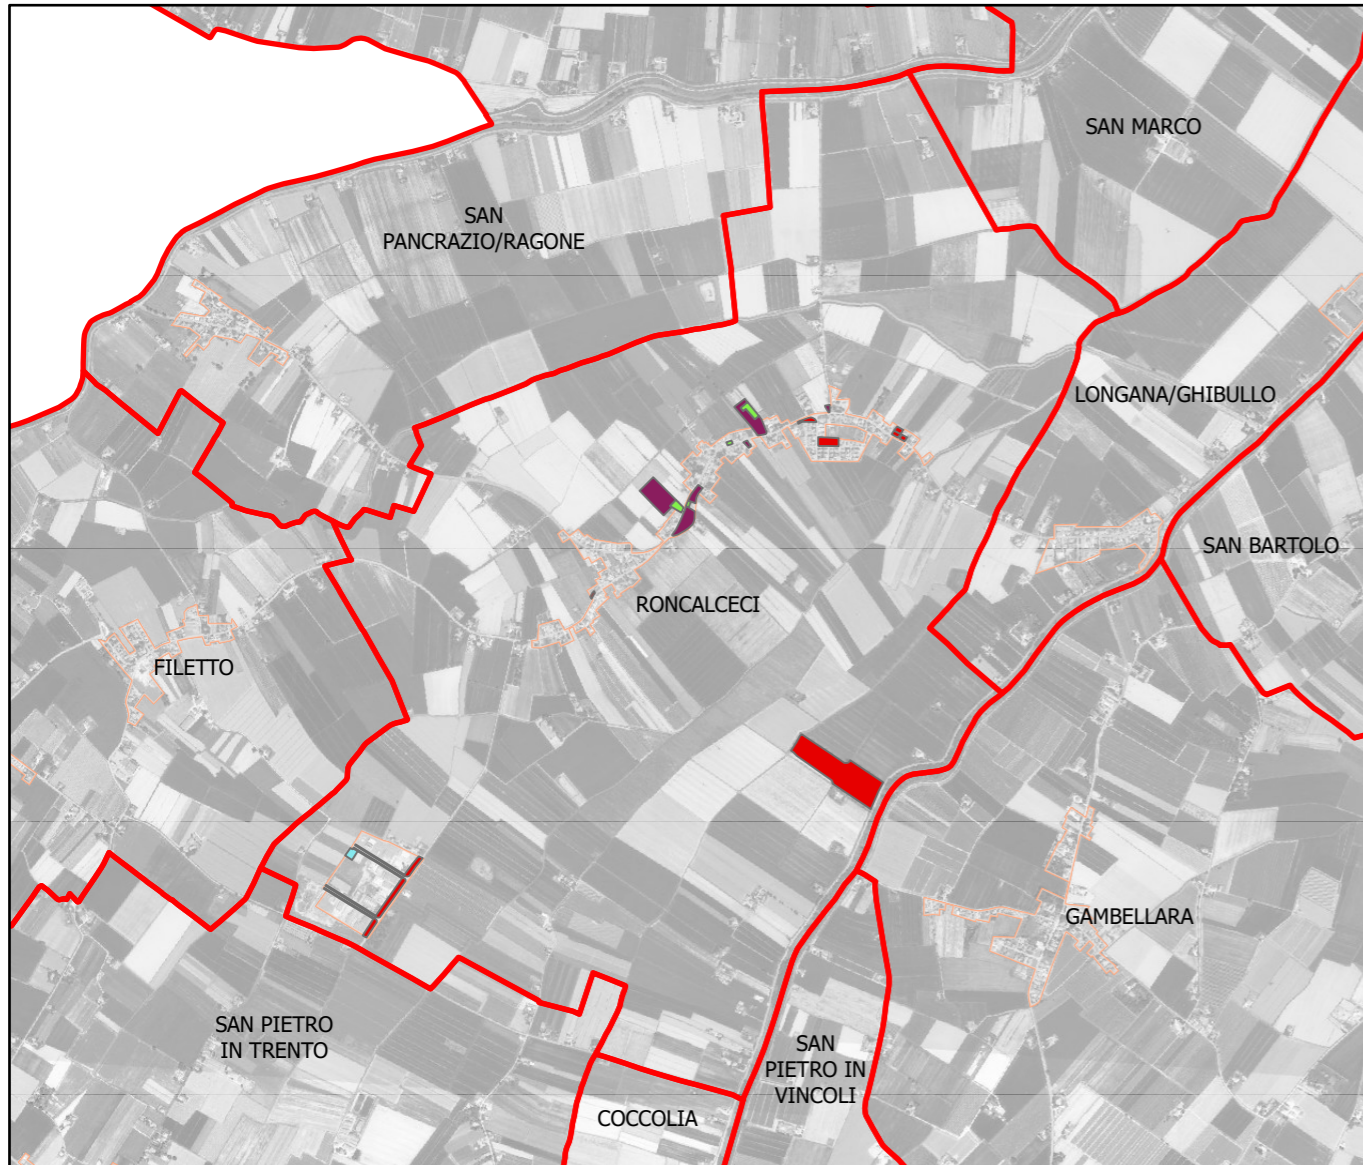 SAN MARCO
SAN
PANCRAZIO/RAGONE
LONGANA/GHIBULLO
SAN BARTOLO
RONCALCECI
FILETTO
GAMBELLARA
SAN PIETRO
IN TRENTO
SAN
PIETRO IN
VINCOLI
COCCOLIA